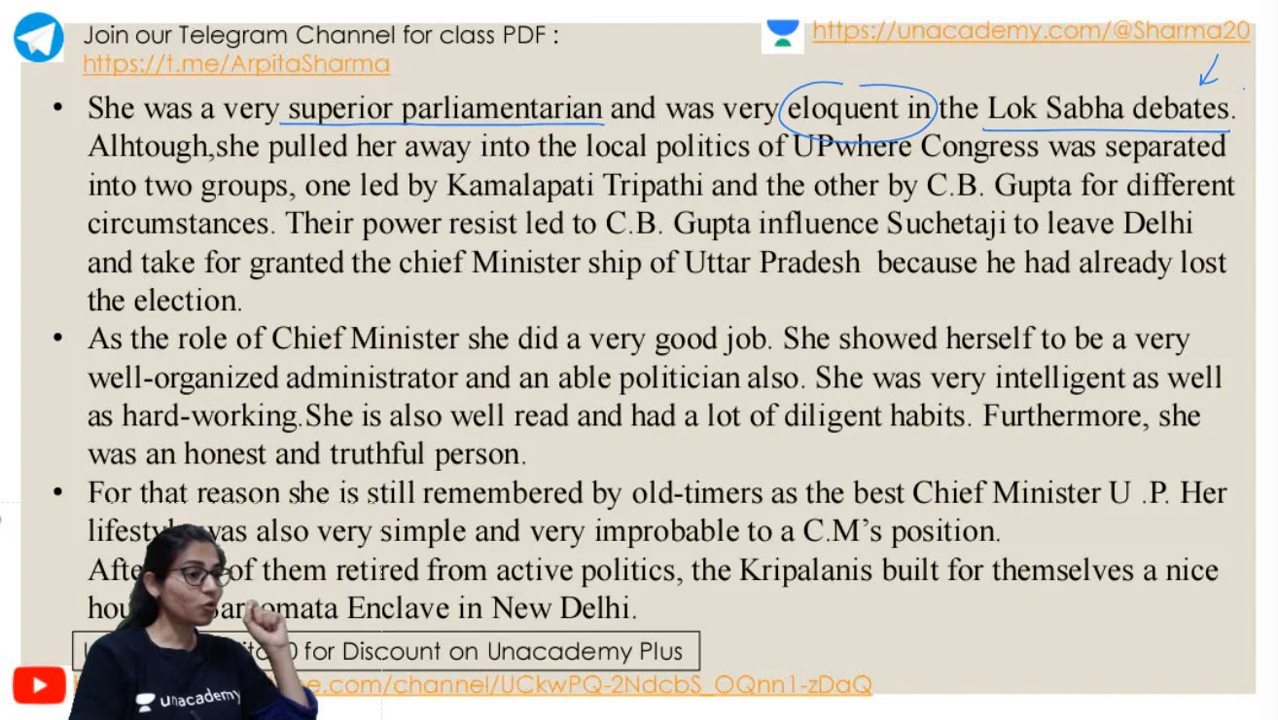 Join our Telegram Channel for class PDF :
https://t.me/ArpitaSharma
https://unacademy.com/@Sharma20
• She was a very superior parliamentarian and was very eloquent in the Lok Sabha debates.
Alhtough,she pulled her away into the local politics of UPwhere Congress was separated
into two groups, one led by Kamalapati Tripathi and the other by C.B. Gupta for different
circumstances. Their power resist led to C.B. Gupta influence Suchetaji to leave Delhi
and take for granted the chief Minister ship of Uttar Pradesh because he had already lost
the election.
• As the role of Chief Minister she did a very good job. She showed herself to be a very
well-organized administrator and an able politician also. She was very intelligent as well
as hard-working.She is also well read and had a lot of diligent habits. Furthermore, she
was an honest and truthful person.
• For that reason she is still remembered by old-timers as the best Chief Minister U .P. Her
lifestyle was also very simple and very improbable to a C.M's position.
of them retired from active politics, the Kripalanis built for themselves a nice
Enclave in New Delhi.
for Discount on Unacademy Plus
.com/channel/UCkwPQ-2NdcbS_OQnn1-zDaQ
unacademy